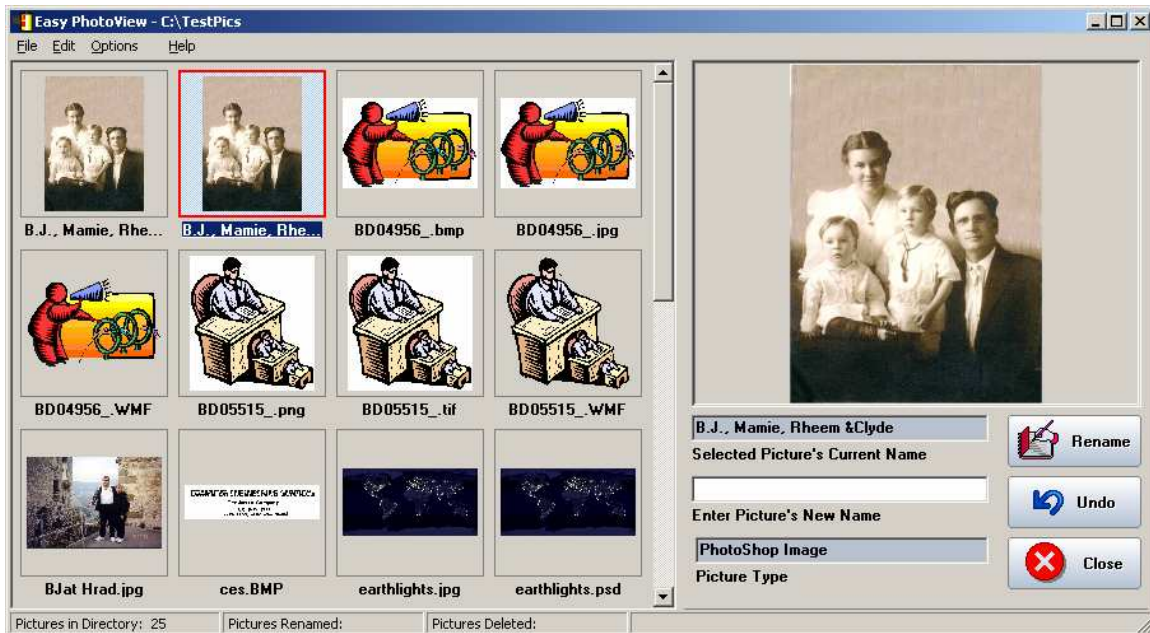 Easy PhotoView - C:\TestPics
File Edit Options Help
B.J., Mamie, Rhe...
B.J., Mamie, Rhe...
BD04956_.bmp
BD04956_.jpg
BD04956_.WMF
BD05515_.png
BD05515_.tif
BD05515_.WMF
BJat Hrad.jpg
ces.BMP
earthlights.jpg
earthlights.psd
B.J., Mamie, Rheem &Clyde
Selected Picture's Current Name
Rename
Enter Picture's New Name
Undo
PhotoShop Image
Picture Type
Close
Pictures in Directory: 25
Pictures Renamed:
Pictures Deleted: